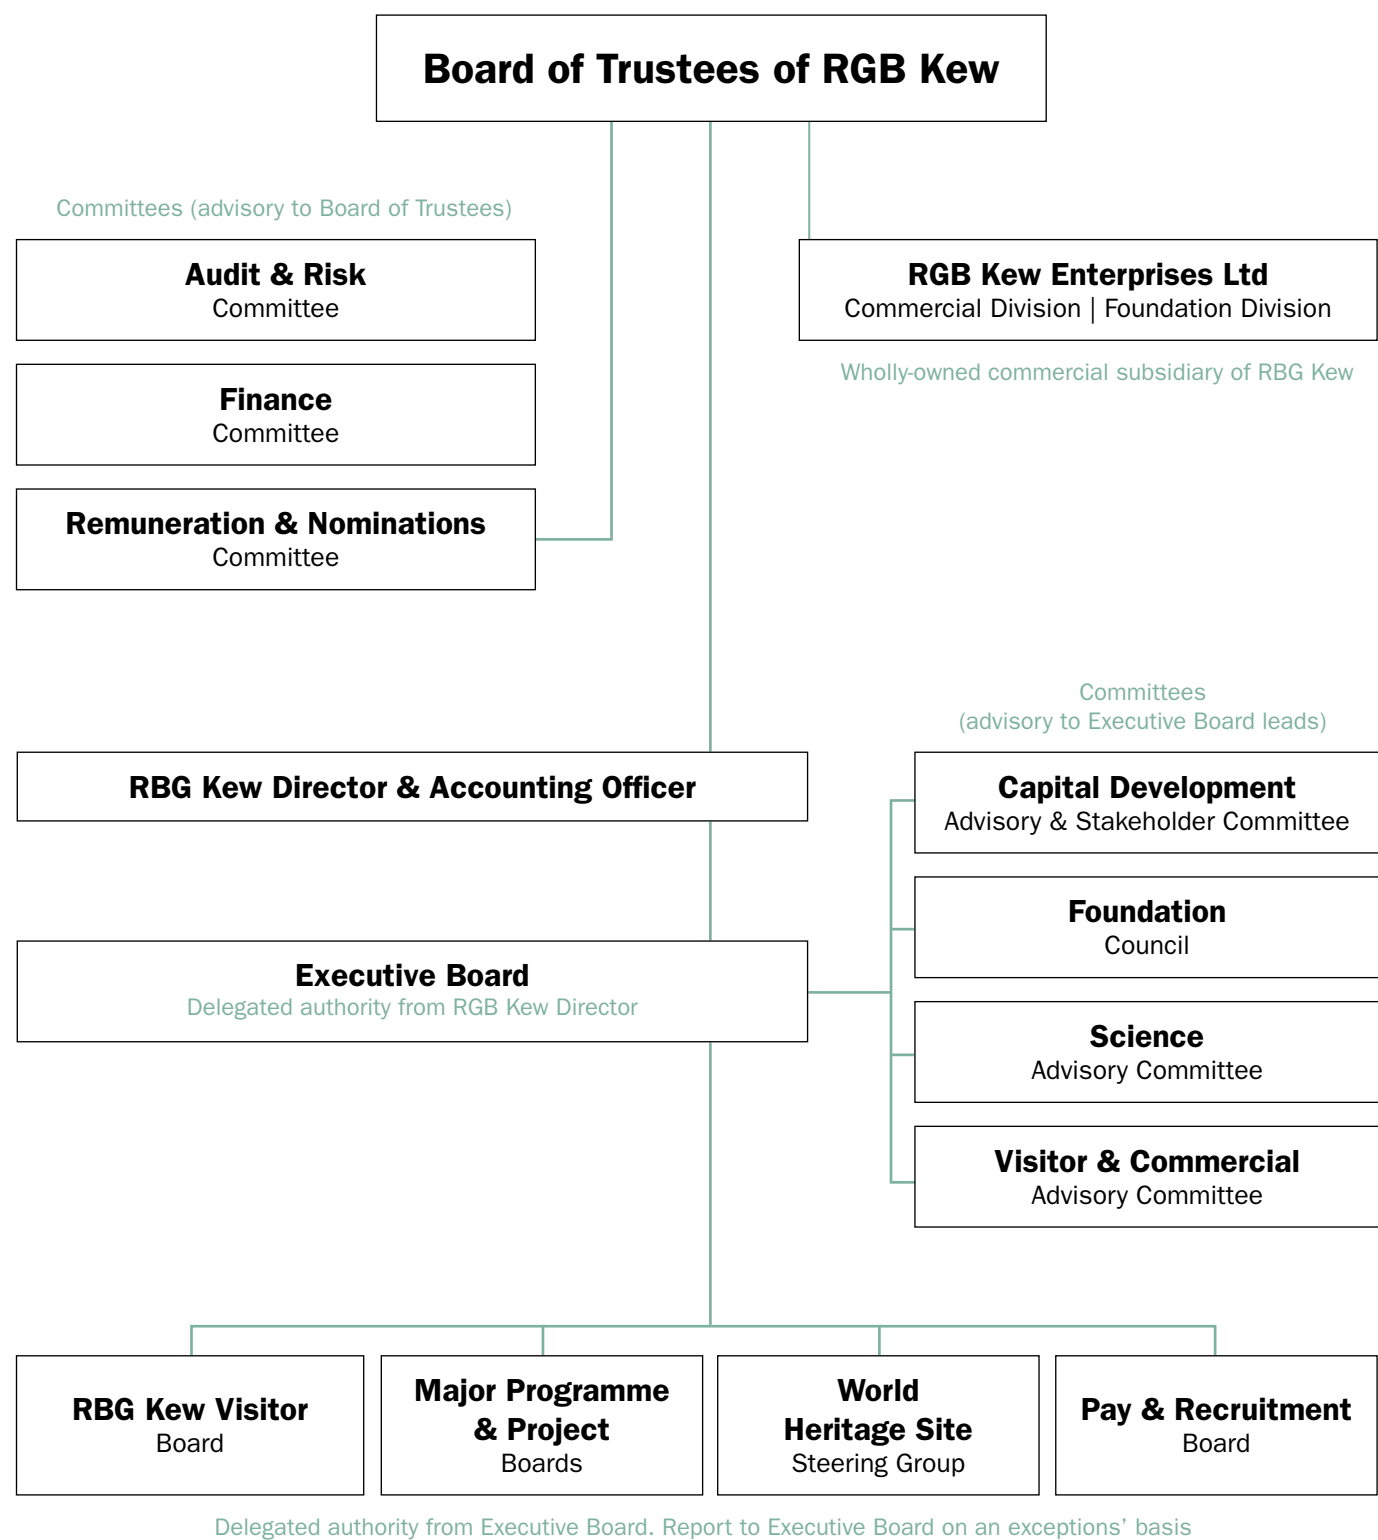 Board of Trustees of RGB Kew
Committees (advisory to Board of Trustees)
Audit & Risk
Committee
Finance
Committee
Remuneration & Nominations
Committee
RGB Kew Enterprises Ltd
Commercial Division | Foundation Division
Wholly-owned commercial subsidiary of RBG Kew
RBG Kew Director & Accounting Officer
Executive Board
Delegated authority from RGB Kew Director
Committees
(advisory to Executive Board leads)
Capital Development
Advisory & Stakeholder Committee
Foundation
Council
Science
Advisory Committee
Visitor & Commercial
Advisory Committee
RBG Kew Visitor
Board
Major Programme
& Project
Boards
World
Heritage Site
Steering Group
Pay & Recruitment
Board
Delegated authority from Executive Board. Report to Executive Board on an exceptions’ basis